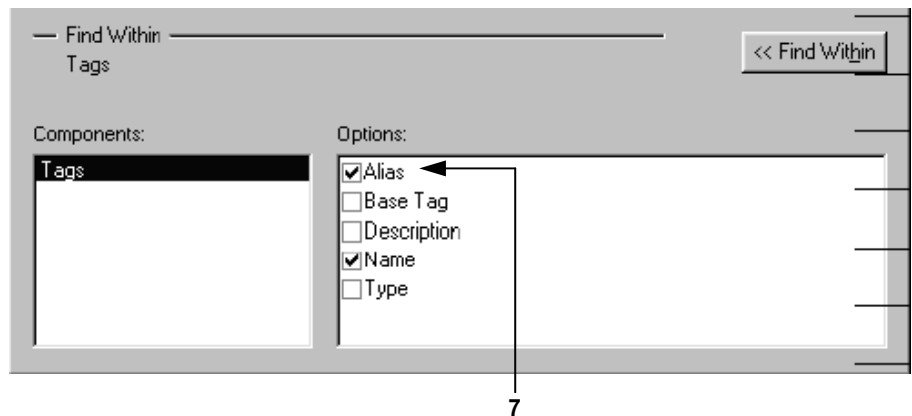 Find Within
Tags
<< Find Within
Components:
Options:
Tags
Alias
Base Tag
Description
Name
Type
7